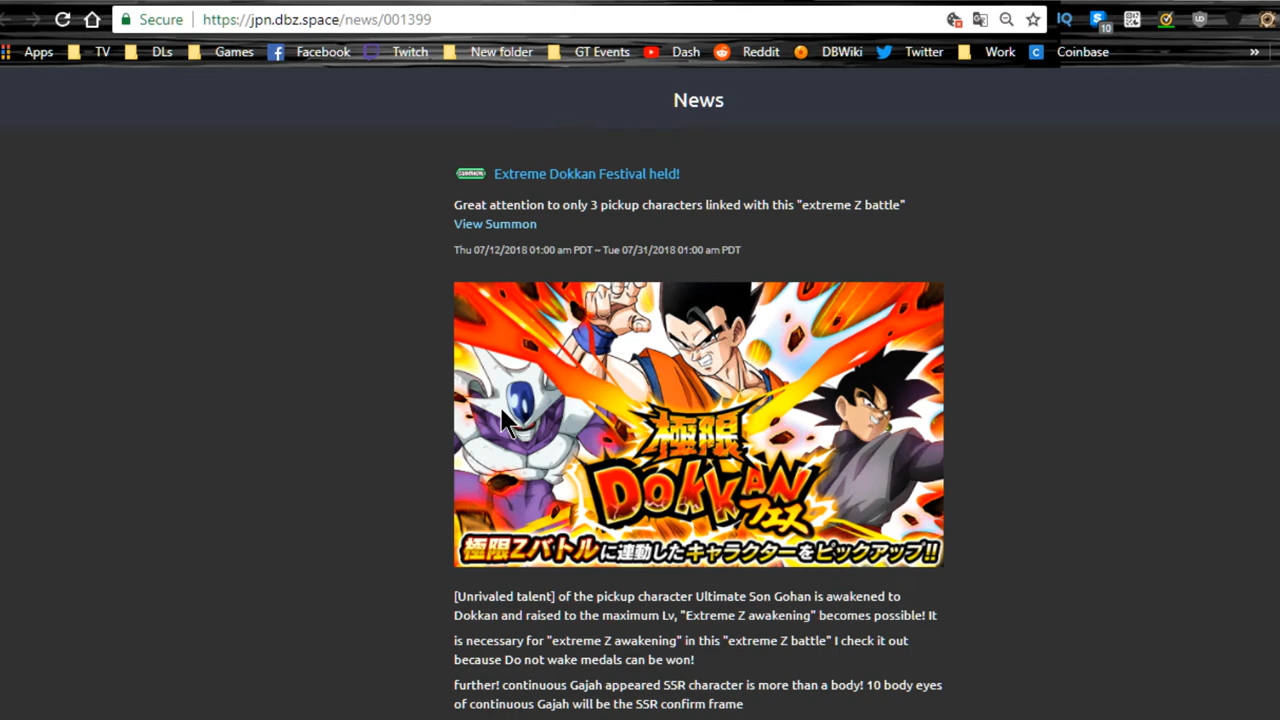 Secure https://jpn.dbz.space/news/001399
10
Apps TV DLs Games Facebook Twitch New folder GT Events Dash Reddit DBWiki Twitter Work Coinbase »
News
SUMMON Extreme Dokkan Festival held!
Great attention to only 3 pickup characters linked with this "extreme Z battle"
View Summon
Thu 07/12/2018 01:00 am PDT ~ Tue 07/31/2018 01:00 am PDT
極限
DOKKAN
フェス
極限Zバトルに連動したキャラクターをピックアップ!!
[Unrivaled talent] of the pickup character Ultimate Son Gohan is awakened to
Dokkan and raised to the maximum Lv, "Extreme Z awakening" becomes possible! It
is necessary for "extreme Z awakening" in this "extreme Z battle" I check it out
because Do not wake medals can be won!
further! continuous Gajah appeared SSR character is more than a body! 10 body eyes
of continuous Gajah will be the SSR confirm frame